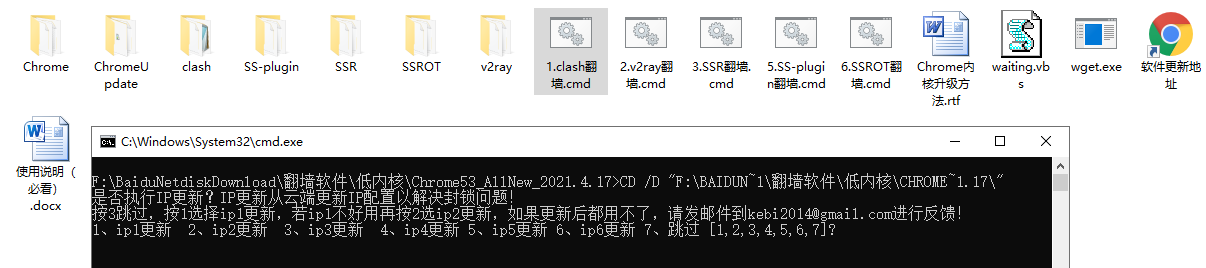 Chrome
ChromeU
pdate
clash
SS-plugin
SSR
SSROT
v2ray
1.clash翻
墙.cmd
2.v2ray翻
墙.cmd
3.SSR翻墙.
cmd
5.SS-plugi
n翻墙.cmd
6.SSROT翻
墙.cmd
Chrome内
核升级方
法.rtf
waiting.vb
s
wget.exe
软件更新地
址
使用说明（
必看）
.docx
C:\Windows\System32\cmd.exe
F:\BaiduNetdiskDownload\翻墙软件\低内核\Chrome53_AllNew_2021.4.17>CD /D "F:\BAIDUN~1\翻墙软件\低内核\CHROME~1.17\"
是否执行IP更新？IP更新从云端更新IP配置以解决封锁问题！
按3跳过，按1选择ip1更新，若ip1不好用再按2选ip2更新，如果更新后都用不了，请发邮件到kebi2014@gmail.com进行反馈！
1、ip1更新 2、ip2更新 3、ip3更新 4、ip4更新 5、ip5更新 6、ip6更新 7、跳过 [1,2,3,4,5,6,7]?